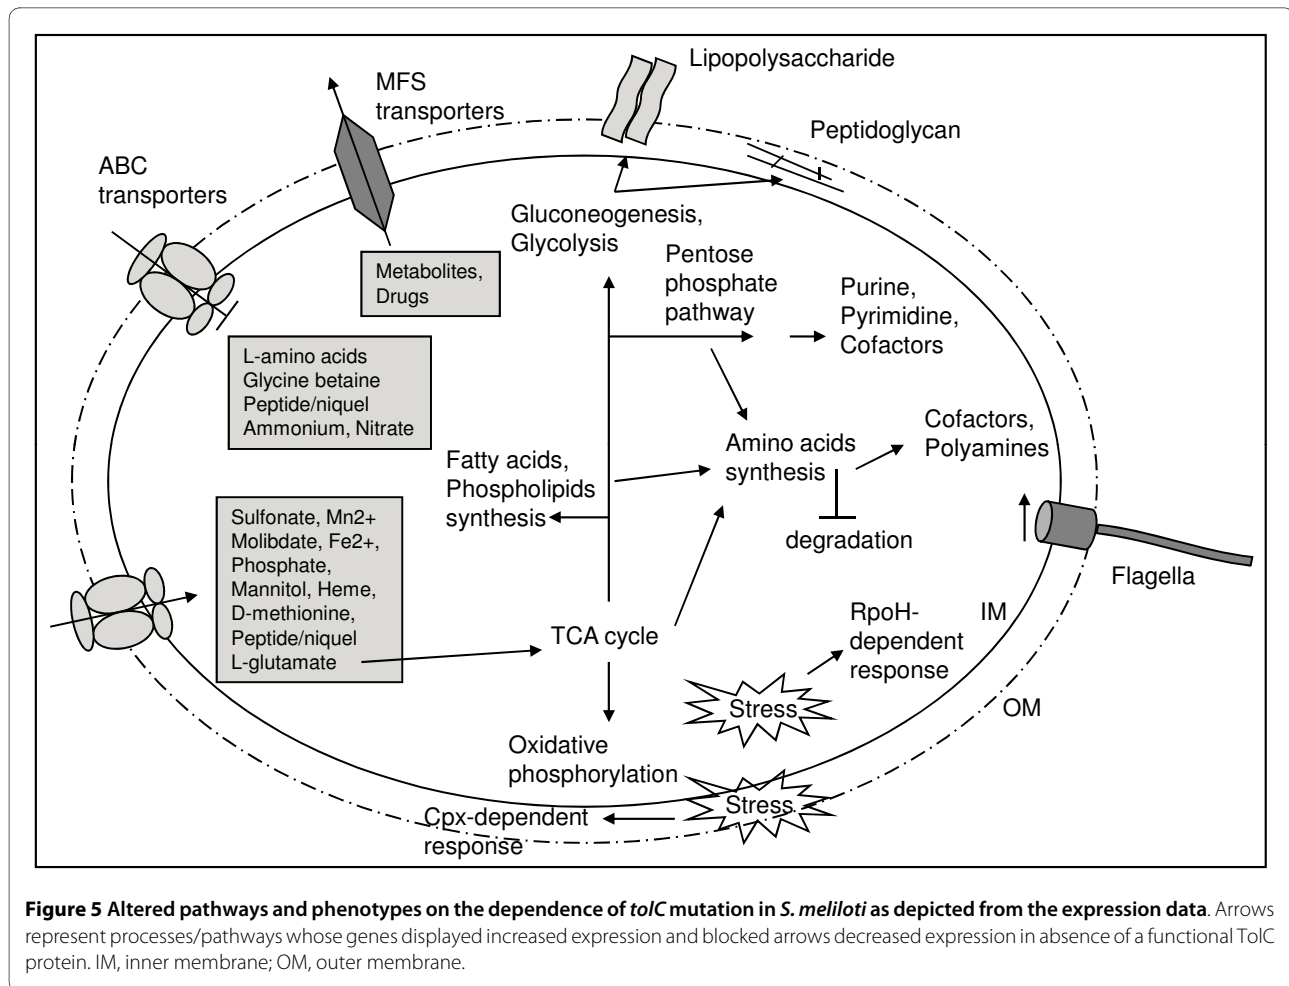 Lipopolysaccharide
MFS
transporters
Peptidoglycan
ABC
transporters
Gluconeogenesis,
Glycolysis
Metabolites,
Drugs
Pentose
phosphate
pathway
Purine,
Pyrimidine,
Cofactors
L-amino acids
Glycine betaine
Peptide/niquel
Ammonium, Nitrate
Cofactors,
Polyamines
Amino acids
synthesis
Fatty acids,
Phospholipids
synthesis
degradation
Sulfonate, Mn2+
Molibdate, Fe2+,
Phosphate,
Mannitol, Heme,
D-methionine,
Peptide/niquel
L-glutamate
Flagella
TCA cycle
RpoH-
dependent
response
IM
OM
Stress
Oxidative
phosphorylation
Stress
Cpx-dependent
response
Figure 5 Altered pathways and phenotypes on the dependence of tolC mutation in S. meliloti as depicted from the expression data. Arrows
represent processes/pathways whose genes displayed increased expression and blocked arrows decreased expression in absence of a functional TolC
protein. IM, inner membrane; OM, outer membrane.